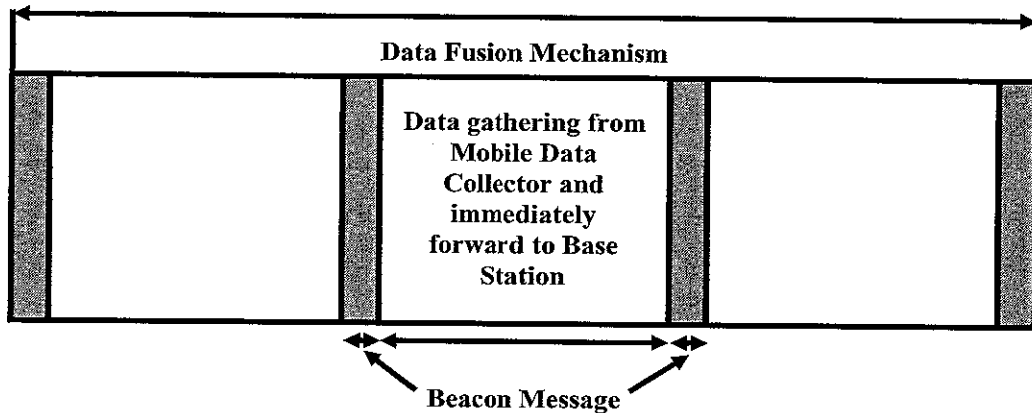 Data Fusion Mechanism
Data gathering from
Mobile Data
Collector and
immediately
forward to Base
Station
Beacon Message